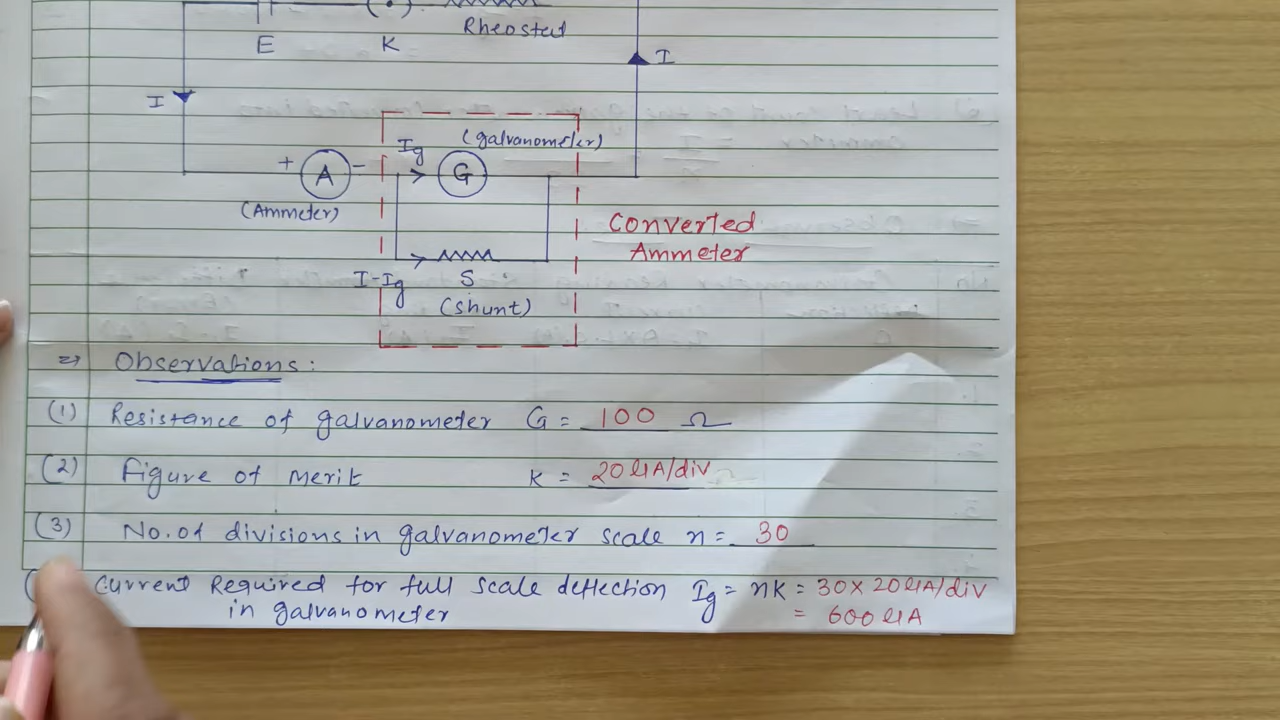 Rheostat
E
K
I
I
Ig
(galvanometer)
+ A -
G
(Ammeter)
Converted
Ammeter
I-Ig
S
(shunt)
⇒ Observations:
(1) Resistance of galvanometer G = 100 Ω
(2) Figure of merit K = 20 μA/div
(3) No. of divisions in galvanometer scale n = 30
Current Required for full scale deflection Ig = nK = 30 x 20 μA/div
in galvanometer = 600 μA